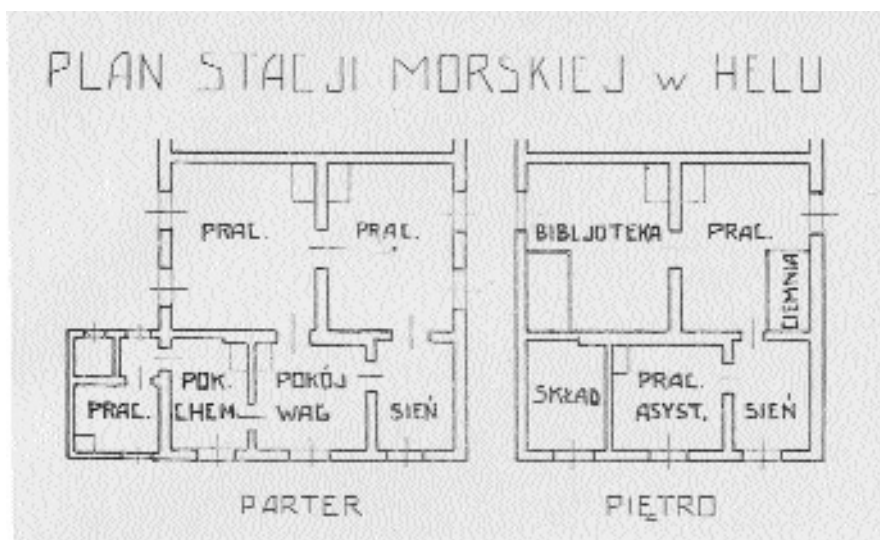 PLAN STACJI MORSKIEJ w HELU
PRAC.
PRAC.
PRAC.
POK.
CHEM.
POKÓJ
WAG
SIEŃ
PARTER
BIBLJOTEKA
PRAC.
CIEMNIA
SKŁAD
PRAC.
ASYST.
SIEŃ
PIĘTRO